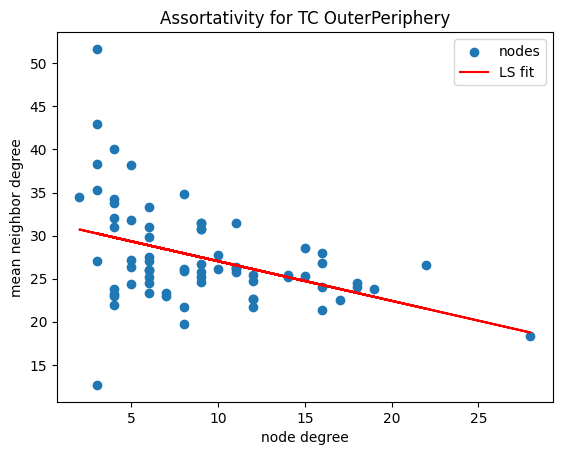 Assortativity for TC OuterPeriphery
nodes
LS fit
mean neighbor degree
50
45
40
35
30
25
20
15
5
10
15
20
25
node degree